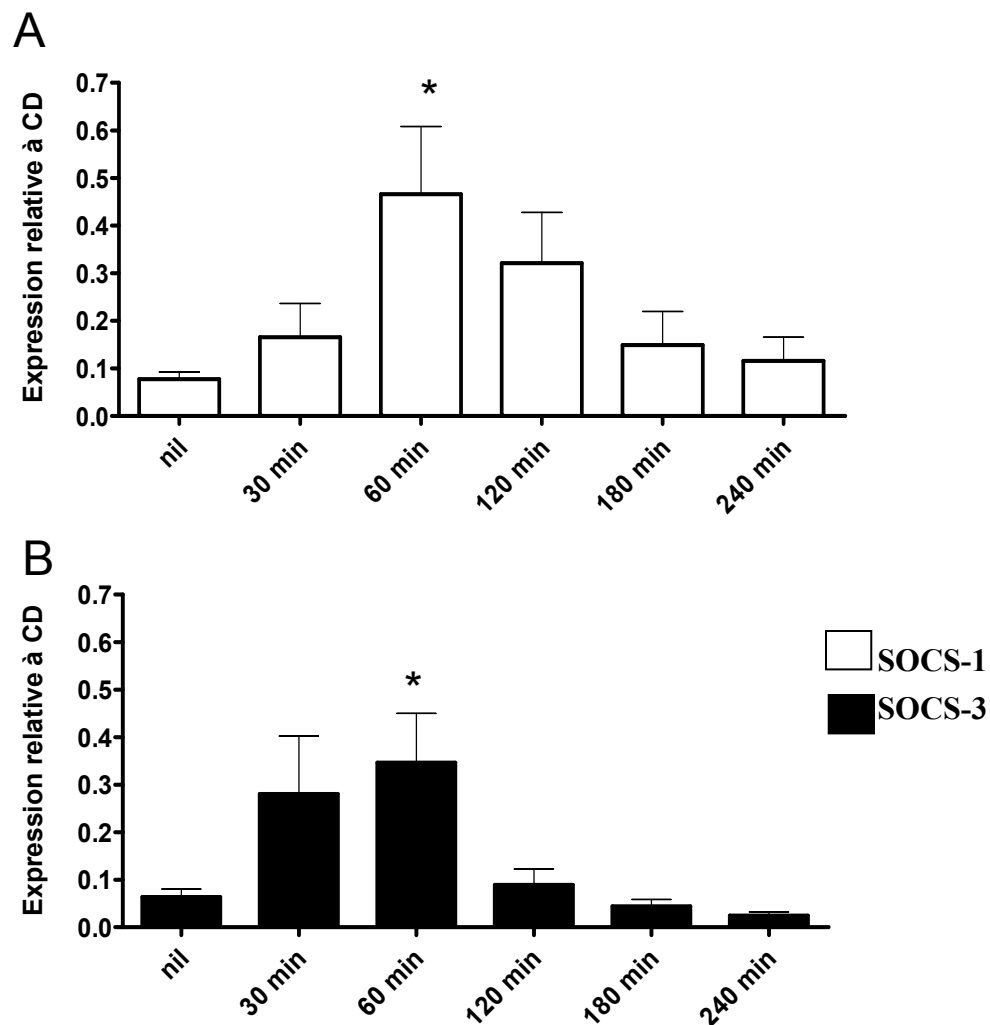 A
Expression relative à CD
0.7
0.6
0.5
0.4
0.3
0.2
0.1
0.0
*
nil
30 min
60 min
120 min
180 min
240 min
B
Expression relative à CD
0.7
0.6
0.5
0.4
0.3
0.2
0.1
0.0
*
nil
30 min
60 min
120 min
180 min
240 min
SOCS-1
SOCS-3